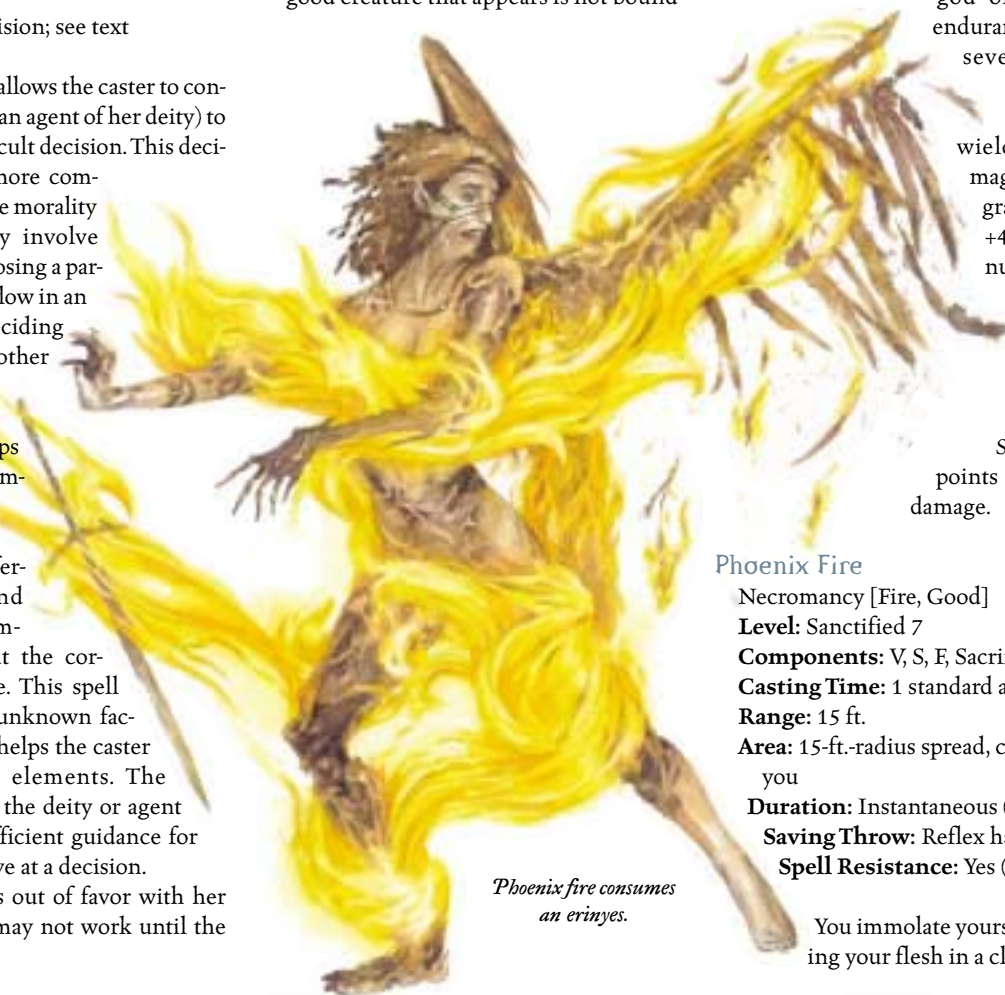 good creature that appears is not bound
ision; see text
allows the caster to con-
an agent of her deity) to
cult decision. This deci-
more com-
e morality
y involve
osing a par-
low in an
ciding
other
ps
m-
fer-
nd
m-
t the cor-
e. This spell
unknown fac-
helps the caster
elements. The
the deity or agent
fficient guidance for
ve at a decision.
s out of favor with her
may not work until the
Phoenix fire consumes
an erinyes.
god of
endura
seve
wield
mag
gra
+4
nu
S
points
damage.
Phoenix Fire
Necromancy [Fire, Good]
Level: Sanctified 7
Components: V, S, F, Sacri
Casting Time: 1 standard a
Range: 15 ft.
Area: 15-ft.-radius spread, c
you
Duration: Instantaneous (
Saving Throw: Reflex ha
Spell Resistance: Yes (
You immolate yours
ing your flesh in a cl